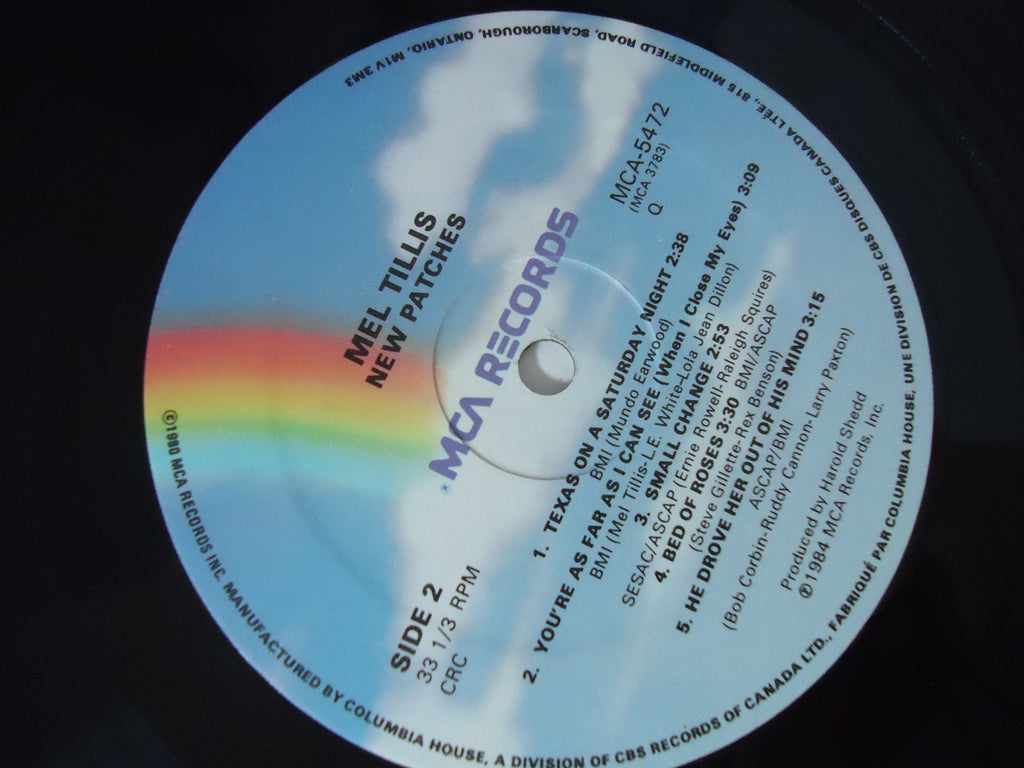 MEL TILLIS
NEW PATCHES
MCA RECORDS
®
SIDE 2
33 1/3 RPM
CRC
MCA-5472
(MCA 3783)
Q
1. TEXAS ON A SATURDAY NIGHT 2:38
BMI (Mundo Earwood)
2. YOU'RE AS FAR AS I CAN SEE (When I Close My Eyes) 3:09
BMI (Mel Tillis-L.E. White-Lola Jean Dillon)
3. SMALL CHANGE 2:53
SESAC/ASCAP (Ernie Rowell-Raleigh Squires)
4. BED OF ROSES 3:30 BMI/ASCAP
(Steve Gillette-Rex Benson)
5. HE DROVE HER OUT OF HIS MIND 3:15
ASCAP/BMI
(Bob Corbin-Ruddy Cannon-Larry Paxton)
Produced by Harold Shedd
℗1984 MCA Records, Inc.
©1980 MCA RECORDS INC. MANUFACTURED BY COLUMBIA HOUSE, A DIVISION OF CBS RECORDS OF CANADA LTD., FABRIQUÉ PAR COLUMBIA HOUSE, UNE DIVISION DE CBS DISQUES CANADA LTÉE., 815 MIDDLEFIELD ROAD, SCARBOROUGH, ONTARIO, M1V 3M3